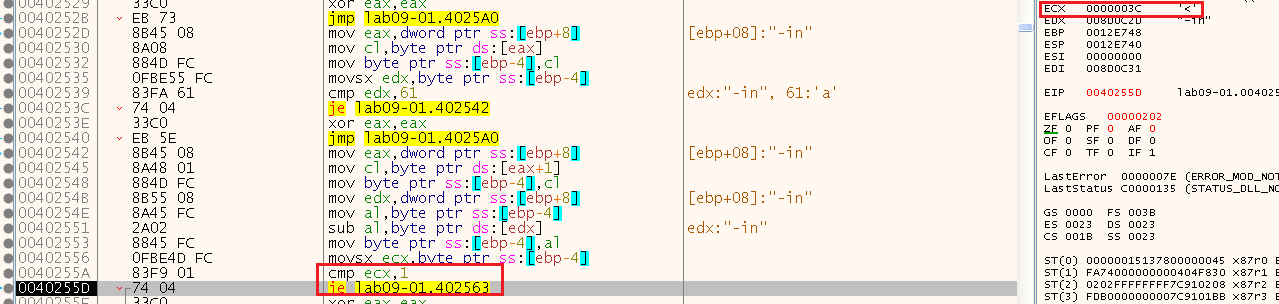 00402529 33C0 xor eax,eax
0040252B EB 73 jmp lab09-01.4025A0
0040252D 8B45 08 mov eax,dword ptr ss:[ebp+8] [ebp+08]:"-in"
00402530 8A08 mov cl,byte ptr ds:[eax]
00402532 884D FC mov byte ptr ss:[ebp-4],cl
00402535 0FBE55 FC movsx edx,byte ptr ss:[ebp-4]
00402539 83FA 61 cmp edx,61 edx:"-in", 61:'a'
0040253C 74 04 je lab09-01.402542
0040253E 33C0 xor eax,eax
00402540 EB 5E jmp lab09-01.4025A0
00402542 8B45 08 mov eax,dword ptr ss:[ebp+8] [ebp+08]:"-in"
00402545 8A48 01 mov cl,byte ptr ds:[eax+1]
00402548 884D FC mov byte ptr ss:[ebp-4],cl
0040254B 8B55 08 mov edx,dword ptr ss:[ebp+8] [ebp+08]:"-in"
0040254E 8A45 FC mov al,byte ptr ss:[ebp-4]
00402551 2A02 sub al,byte ptr ds:[edx] edx:"-in"
00402553 8845 FC mov byte ptr ss:[ebp-4],al
00402556 0FBE4D FC movsx ecx,byte ptr ss:[ebp-4]
0040255A 83F9 01 cmp ecx,1
0040255D 74 04 je lab09-01.402563
33C0 xor eax,eax
ECX 0000003C '<'
EDX 008D0C2D "-in"
EBP 0012E748
ESP 0012E740
ESI 00000000
EDI 008D0C31
EIP 0040255D lab09-01.0040255D
EFLAGS 00000202
ZF 0 PF 0 AF 0
OF 0 SF 0 DF 0
CF 0 TF 0 IF 1
LastError 0000007E (ERROR_MOD_NOT
LastStatus C0000135 (STATUS_DLL_NO
GS 0000 FS 003B
ES 0023 DS 0023
CS 001B SS 0023
ST(0) 00000015137800000045 x87r0
ST(1) FA74000000000404F830 x87r1
ST(2) 0202FFFFFFFF7C910208 x87r2
ST(3) FDB0000000007C9101BB x87r3